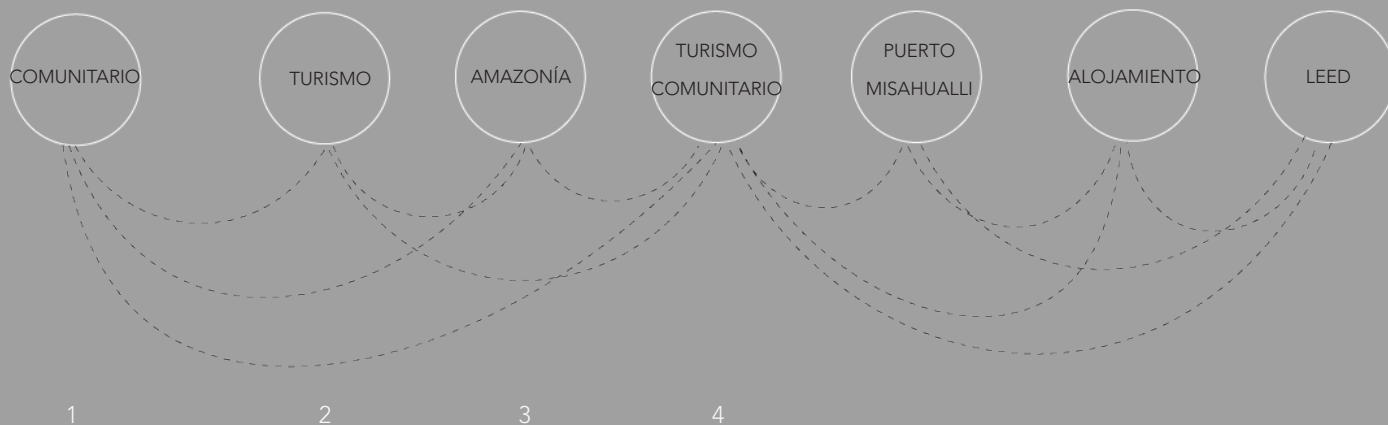 COMUNITARIO
TURISMO
AMAZONÍA
TURISMO
COMUNITARIO
PUERTO
MISAHUALLI
ALOJAMIENTO
LEED
1
2
3
4